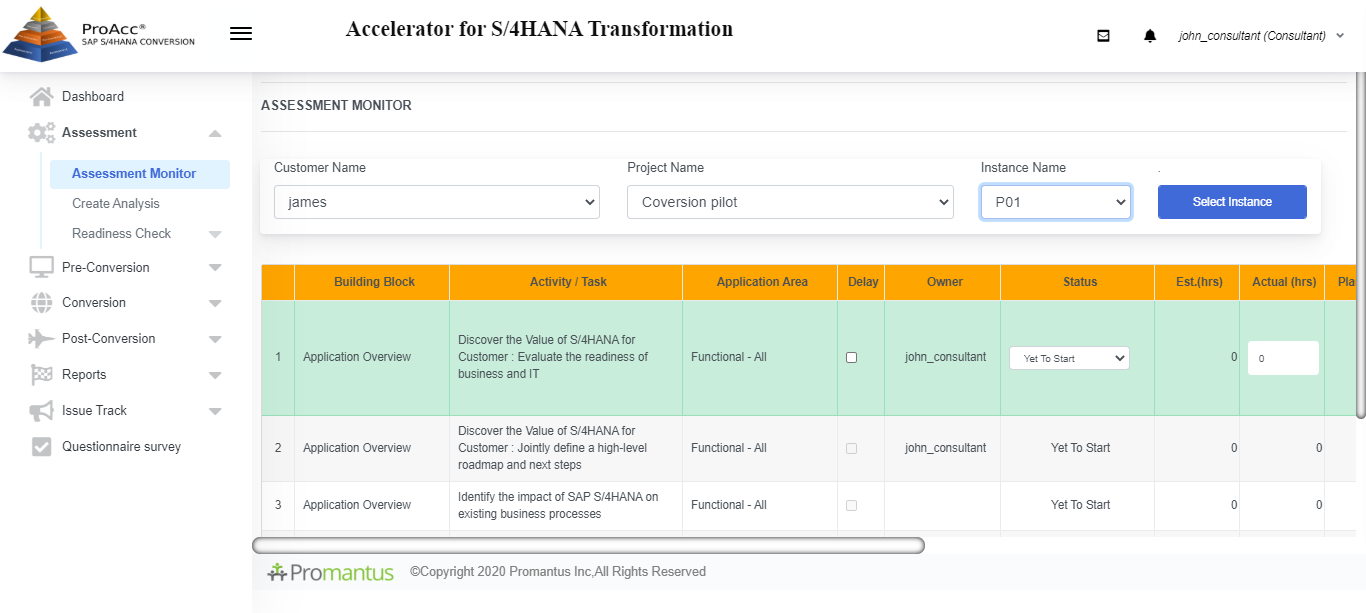 ProAcc®
SAP S/4HANA CONVERSION
Accelerator for S/4HANA Transformation
john_consultant (Consultant)
Dashboard
Assessment
Assessment Monitor
Create Analysis
Readiness Check
Pre-Conversion
Conversion
Post-Conversion
Reports
Issue Track
Questionnaire survey
ASSESSMENT MONITOR
Customer Name Project Name Instance Name .
james Coversion pilot P01 Select Instance
Building Block Activity / Task Application Area Delay Owner Status Est.(hrs) Actual (hrs) Pla
Discover the Value of S/4HANA for
1 Application Overview Customer : Evaluate the readiness of Functional - All john_consultant Yet To Start 0 0
business and IT
Discover the Value of S/4HANA for
2 Application Overview Customer : Jointly define a high-level Functional - All john_consultant Yet To Start 0 0
roadmap and next steps
Identify the impact of SAP S/4HANA on
3 Application Overview Functional - All Yet To Start 0 0
existing business processes
Promantus ©Copyright 2020 Promantus Inc,All Rights Reserved